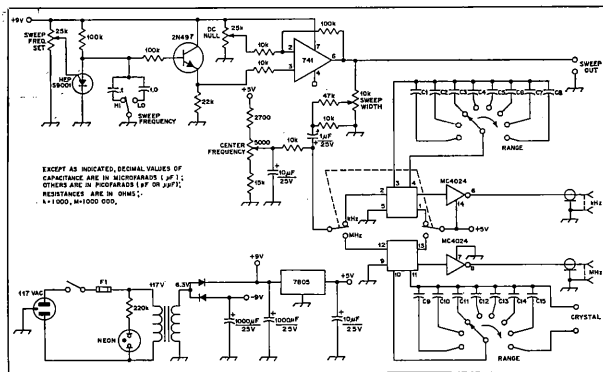 +9V
25k
SWEEP FREQ. SET
100k
HEP S9001
100k
.1
1.0
HI
LO
SWEEP FREQUENCY
2N497
22k
DC NULL
25k
10k
10k
100k
2
3
7
6
4
741
+5V
2700
5000
CENTER FREQUENCY
15k
10k
10µF
25V
47k
10k
10k
SWEEP WIDTH
1µF
25V
SWEEP OUT
C1
C2
C3
C4
C5
C6
C7
C8
RANGE
3
4
2
5
1
MC4024
6
14
+5V
kHz
MHz
kHz
12
9
13
10
11
MC4024
7
8
MHz
C9
C10
C11
C12
C13
C14
C15
CRYSTAL
RANGE
EXCEPT AS INDICATED, DECIMAL VALUES OF
CAPACITANCE ARE IN MICROFARADS (µF);
OTHERS ARE IN PICOFARADS (pF OR µµF);
RESISTANCES ARE IN OHMS;
k=1000, M=1000 000.
117 VAC
F1
220k
NEON
117V
6.3V
+9V
-9V
1000µF
25V
1000µF
25V
7805
+5V
10µF
25V